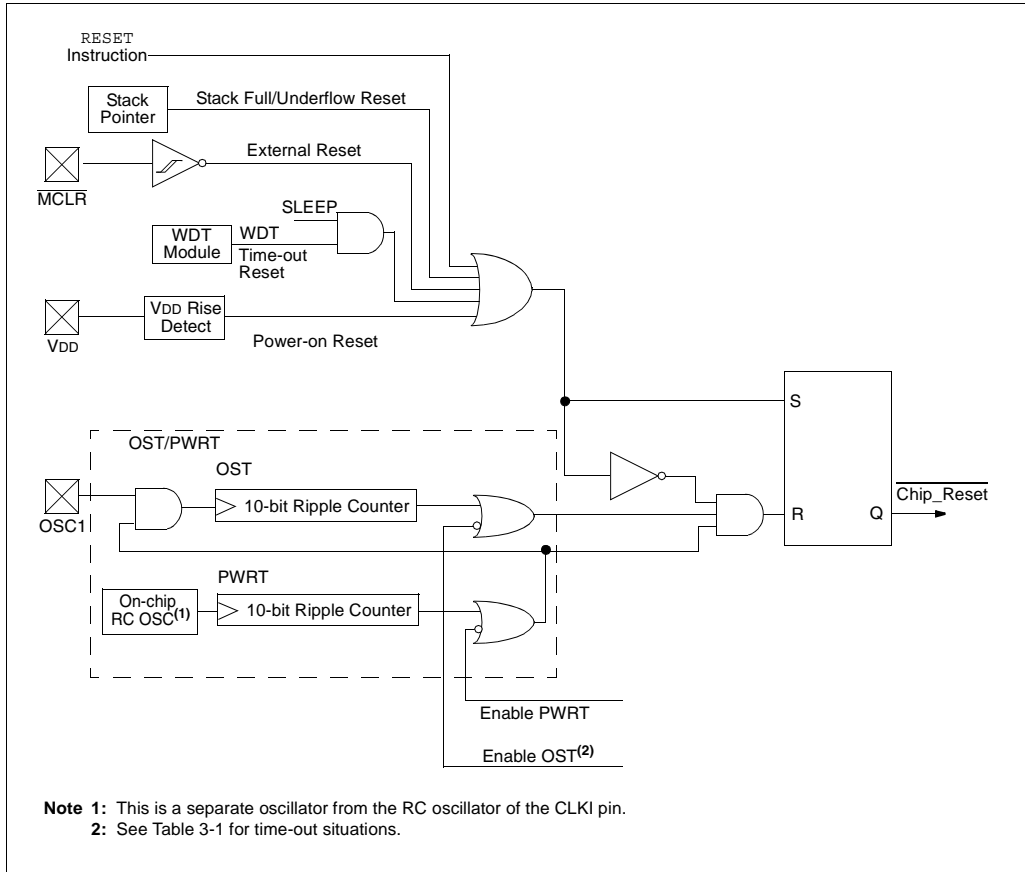 RESET
Instruction
Stack
Pointer
Stack Full/Underflow Reset
External Reset
MCLR
SLEEP
WDT
Module
WDT
Time-out
Reset
VDD Rise
Detect
VDD
Power-on Reset
S
OST/PWRT
OST
OSC1
10-bit Ripple Counter
Chip_Reset
R
Q
PWRT
On-chip
RC OSC(1)
10-bit Ripple Counter
Enable PWRT
Enable OST(2)
Note 1: This is a separate oscillator from the RC oscillator of the CLKI pin.
2: See Table 3-1 for time-out situations.